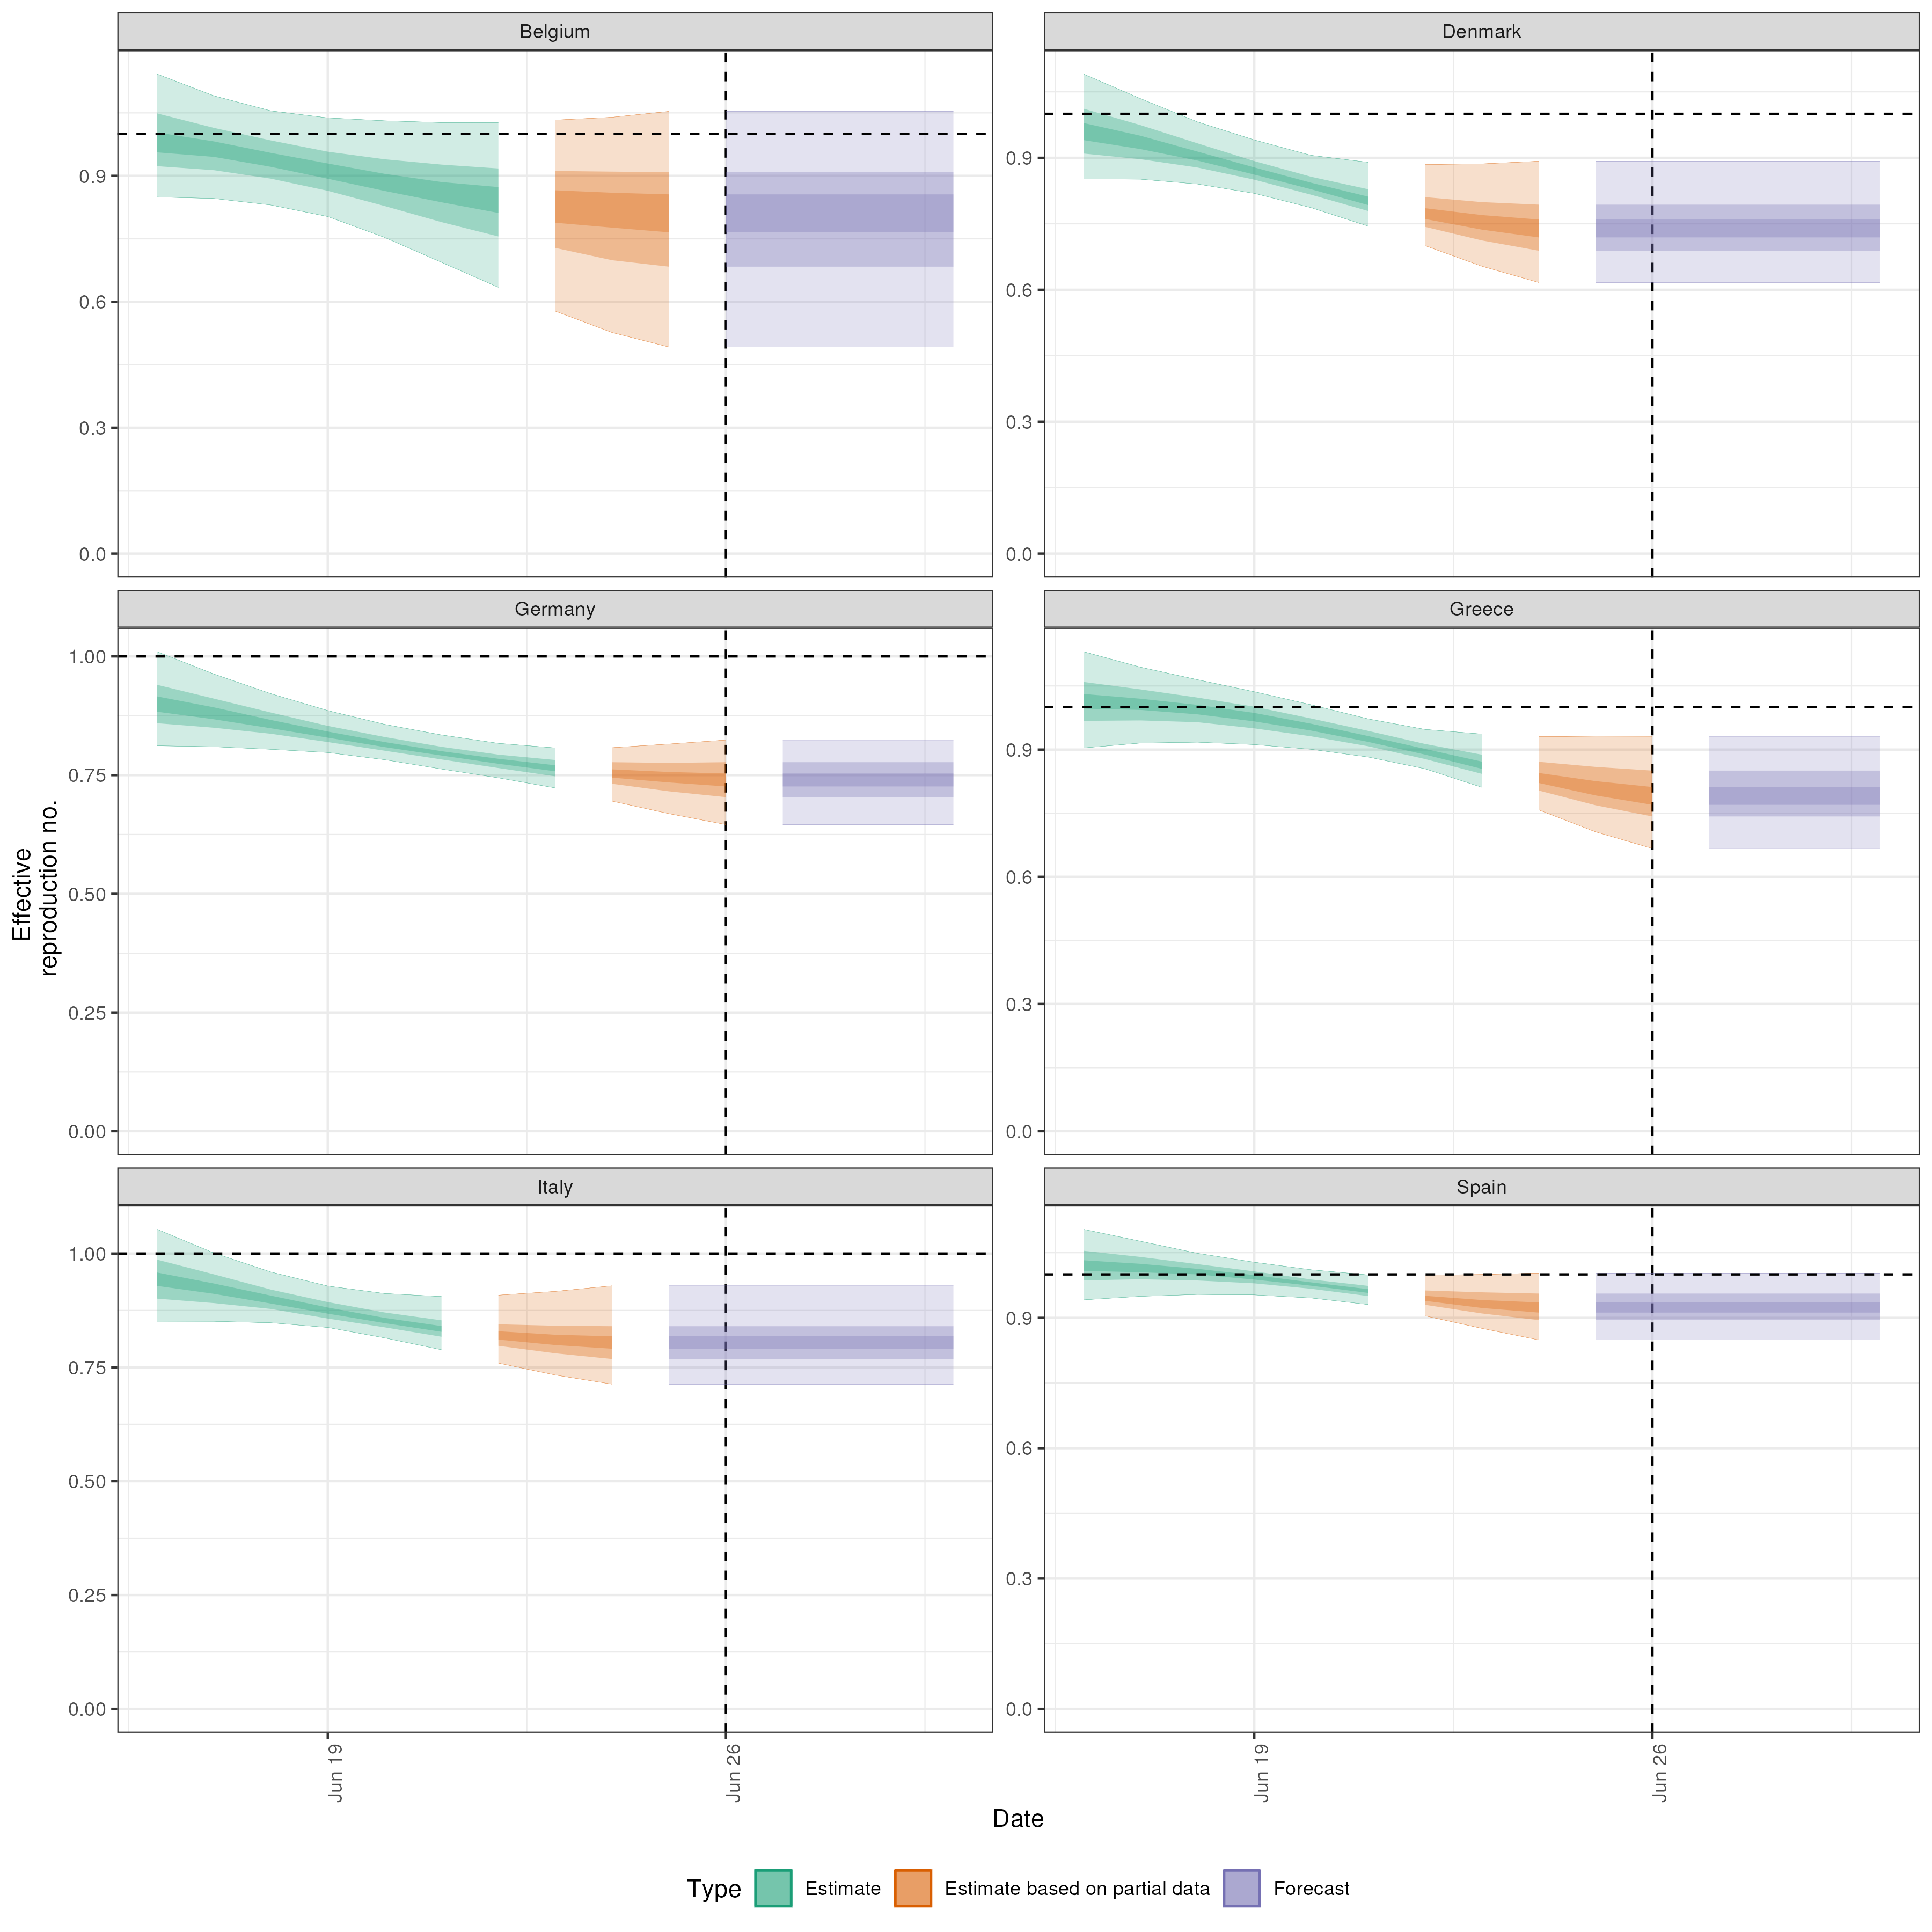 Belgium
Denmark
0.9
0.6
0.3
0.0
0.9
0.6
0.3
0.0
Germany
Greece
1.00
0.75
0.50
0.25
0.00
0.9
0.6
0.3
0.0
Effective
reproduction no.
Italy
Spain
1.00
0.75
0.50
0.25
0.00
0.9
0.6
0.3
0.0
Jun 19
Jun 26
Jun 19
Jun 26
Date
Type Estimate Estimate based on partial data Forecast